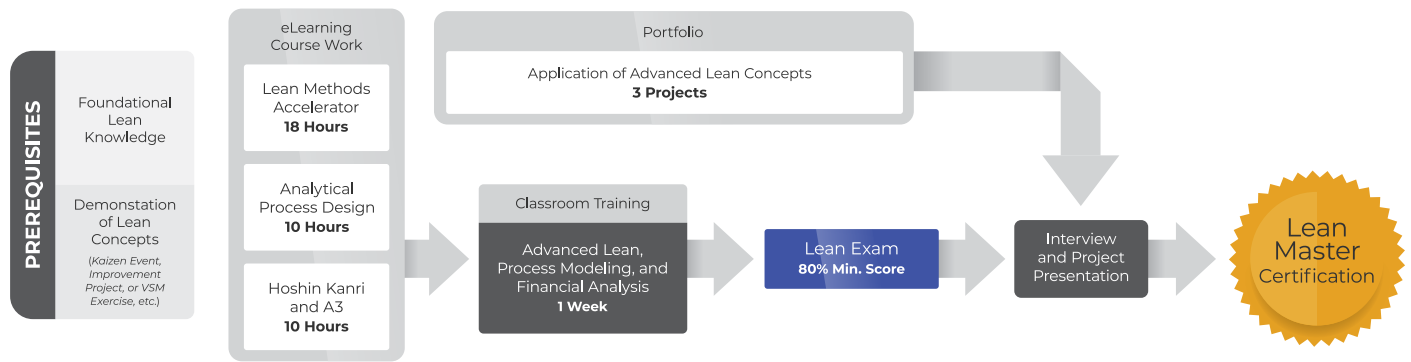 PREREQUISITES
Foundational
Lean
Knowledge
Demonstation
of Lean
Concepts
(Kaizen Event,
Improvement
Project, or VSM
Exercise, etc.)
eLearning
Course Work
Lean Methods
Accelerator
18 Hours
Analytical
Process Design
10 Hours
Hoshin Kanri
and A3
10 Hours
Portfolio
Application of Advanced Lean Concepts
3 Projects
Classroom Training
Advanced Lean,
Process Modeling, and
Financial Analysis
1 Week
Lean Exam
80% Min. Score
Interview
and Project
Presentation
Lean
Master
Certification